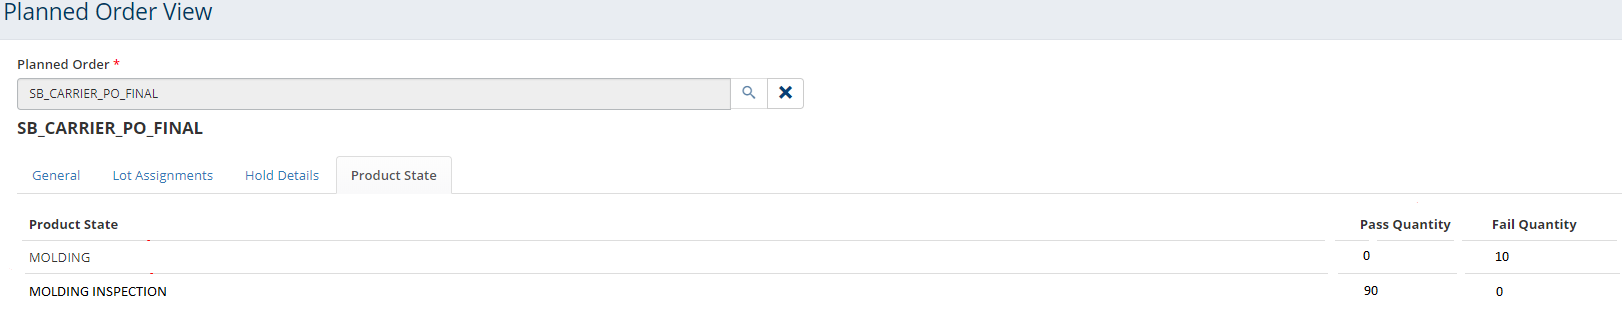 Planned Order View
Planned Order *
SB_CARRIER_PO_FINAL
SB_CARRIER_PO_FINAL
General Lot Assignments Hold Details Product State
Product State Pass Quantity Fail Quantity
MOLDING 0 10
MOLDING INSPECTION 90 0